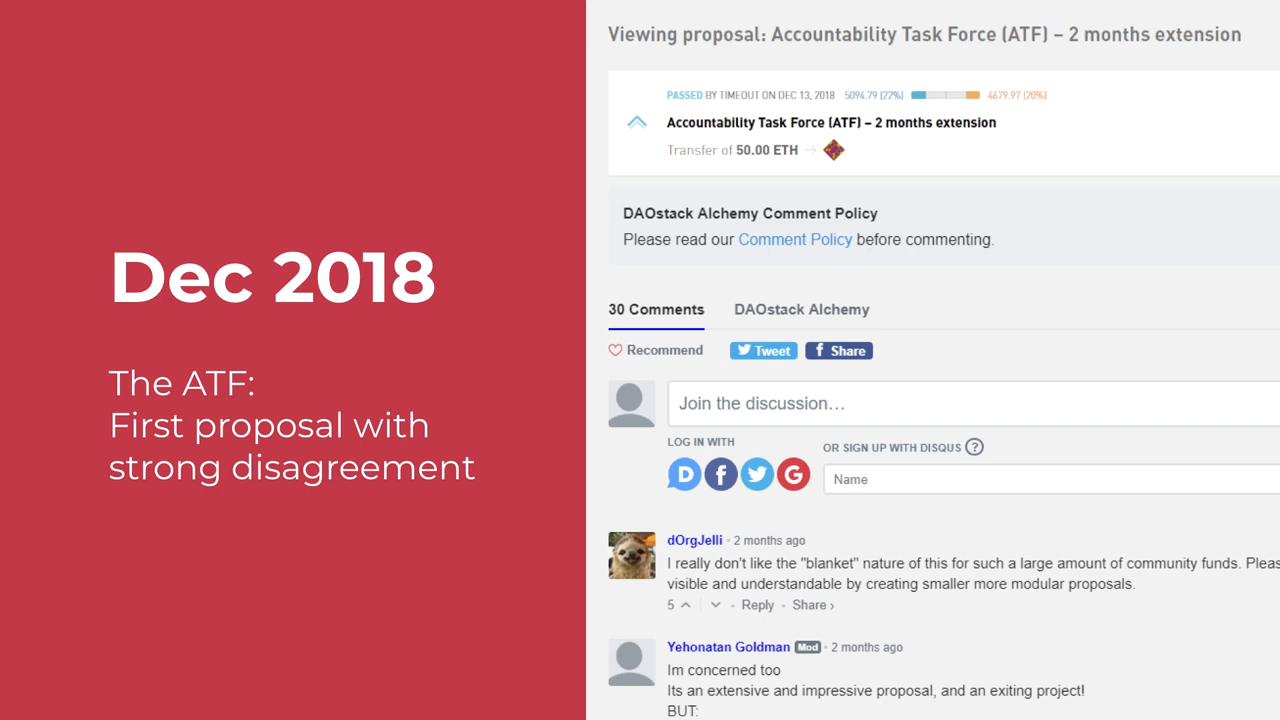 Dec 2018
The ATF:
First proposal with
strong disagreement
Viewing proposal: Accountability Task Force (ATF) – 2 months extension
PASSED BY TIMEOUT ON DEC 13, 2018 5094.79 (22%) 4679.97 (20%)
Accountability Task Force (ATF) – 2 months extension
Transfer of 50.00 ETH →
DAOstack Alchemy Comment Policy
Please read our Comment Policy before commenting.
30 Comments DAOstack Alchemy
Recommend Tweet f Share
Join the discussion…
LOG IN WITH
OR SIGN UP WITH DISQUS ?
D f G
Name
dOrgJelli • 2 months ago
I really don't like the "blanket" nature of this for such a large amount of community funds. Pleas
visible and understandable by creating smaller more modular proposals.
5 • Reply • Share ›
Yehonatan Goldman Mod • 2 months ago
Im concerned too
Its an extensive and impressive proposal, and an exiting project!
BUT: